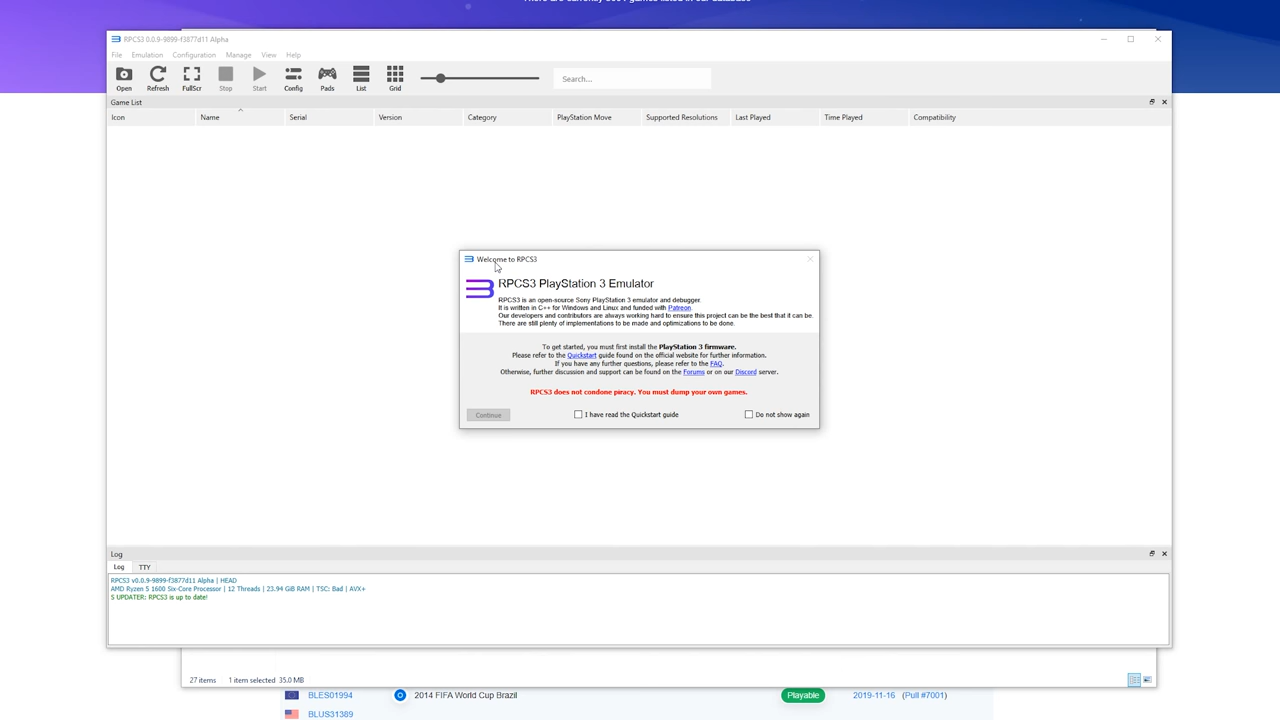 RPCS3 0.0.9-9899-f3877d11 Alpha
File Emulation Configuration Manage View Help
Open Refresh FullScr Stop Start Config Pads List Grid Search...
Game List
Icon Name Serial Version Category PlayStation Move Supported Resolutions Last Played Time Played Compatibility
Welcome to RPCS3
RPCS3 PlayStation 3 Emulator
RPCS3 is an open-source Sony PlayStation 3 emulator and debugger.
It is written in C++ for Windows and Linux and funded with Patreon
Our developers and contributors are always working hard to ensure this project can be the best that it can be.
There are still plenty of implementations to be made and optimizations to be done.
To get started, you must first install the PlayStation 3 firmware.
Please refer to the Quickstart guide found on the official website for further information.
If you have any further questions, please refer to the FAQ.
Otherwise, further discussion and support can be found on the Forums or on our Discord server.
RPCS3 does not condone piracy. You must dump your own games.
Continue I have read the Quickstart guide Do not show again
Log
Log TTY
RPCS3 v0.0.9-9899-f3877d11 Alpha | HEAD
AMD Ryzen 5 1600 Six-Core Processor | 12 Threads | 23.94 GiB RAM | TSC: Bad | AVX+
S UPDATER: RPCS3 is up to date!
27 items 1 item selected 35.0 MB
BLES01994 2014 FIFA World Cup Brazil Playable 2019-11-16 (Pull #7001)
BLUS31389